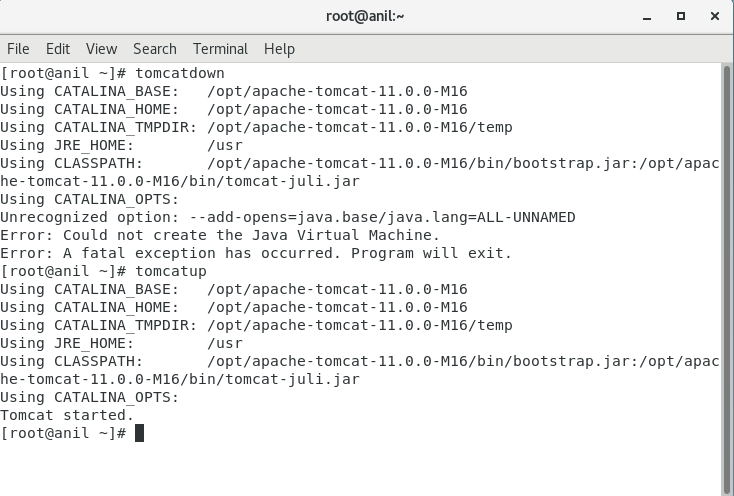 root@anil:~
File Edit View Search Terminal Help
[root@anil ~]# tomcatdown
Using CATALINA_BASE:   /opt/apache-tomcat-11.0.0-M16
Using CATALINA_HOME:   /opt/apache-tomcat-11.0.0-M16
Using CATALINA_TMPDIR: /opt/apache-tomcat-11.0.0-M16/temp
Using JRE_HOME:        /usr
Using CLASSPATH:       /opt/apache-tomcat-11.0.0-M16/bin/bootstrap.jar:/opt/apac
he-tomcat-11.0.0-M16/bin/tomcat-juli.jar
Using CATALINA_OPTS:
Unrecognized option: --add-opens=java.base/java.lang=ALL-UNNAMED
Error: Could not create the Java Virtual Machine.
Error: A fatal exception has occurred. Program will exit.
[root@anil ~]# tomcatup
Using CATALINA_BASE:   /opt/apache-tomcat-11.0.0-M16
Using CATALINA_HOME:   /opt/apache-tomcat-11.0.0-M16
Using CATALINA_TMPDIR: /opt/apache-tomcat-11.0.0-M16/temp
Using JRE_HOME:        /usr
Using CLASSPATH:       /opt/apache-tomcat-11.0.0-M16/bin/bootstrap.jar:/opt/apac
he-tomcat-11.0.0-M16/bin/tomcat-juli.jar
Using CATALINA_OPTS:
Tomcat started.
[root@anil ~]#